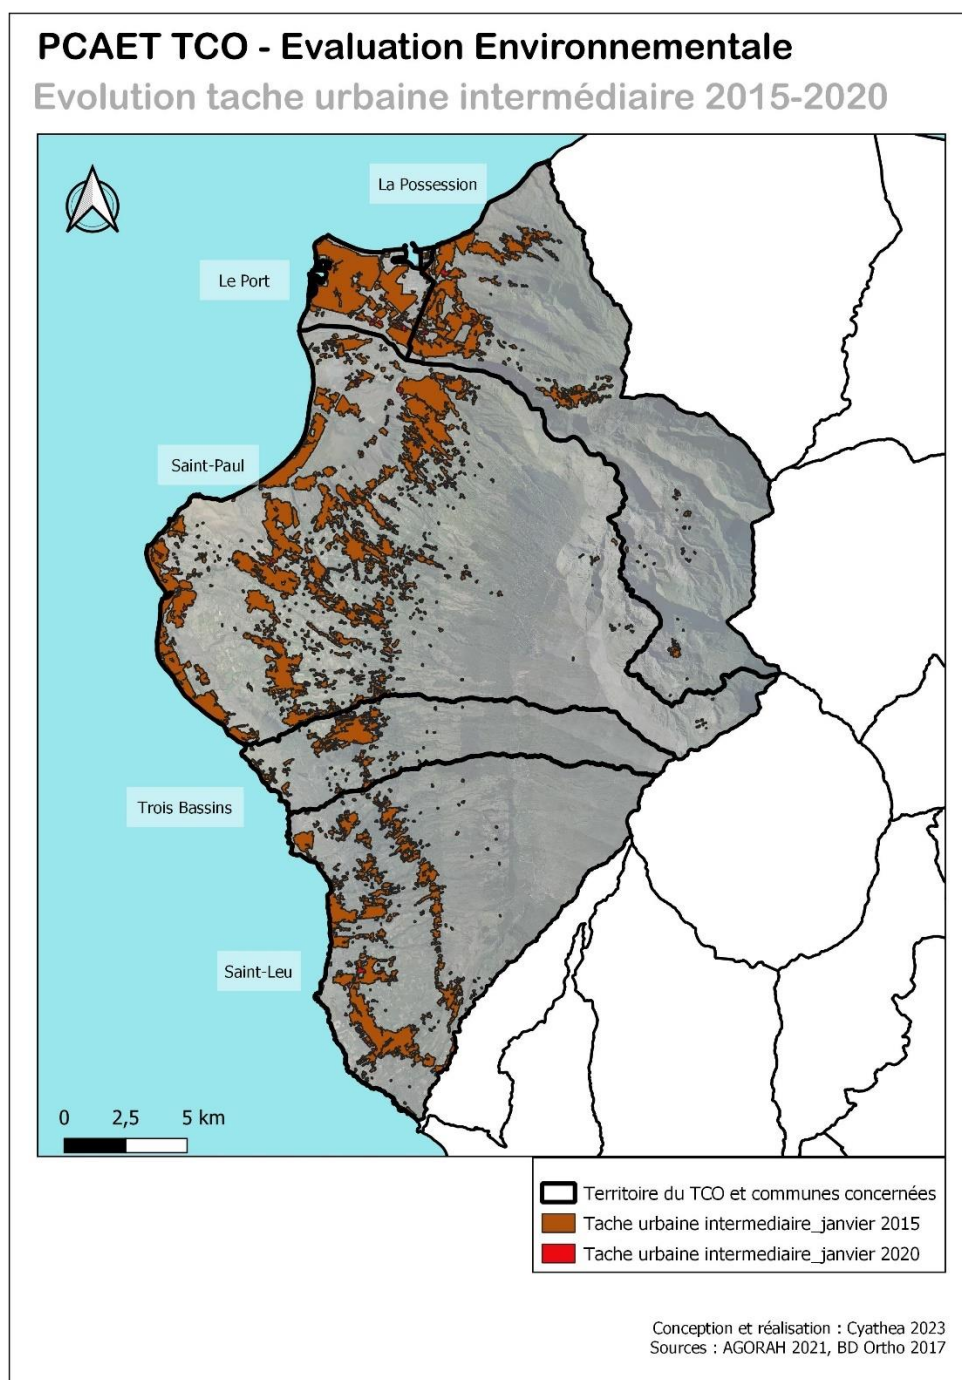 PCAET TCO - Evaluation Environnementale
Evolution tache urbaine intermédiaire 2015-2020
La Possession
Le Port
Saint-Paul
Trois Bassins
Saint-Leu
0 2,5 5 km
Territoire du TCO et communes concernées
Tache urbaine intermediaire_janvier 2015
Tache urbaine intermediaire_janvier 2020
Conception et réalisation : Cyathea 2023
Sources : AGORAH 2021, BD Ortho 2017